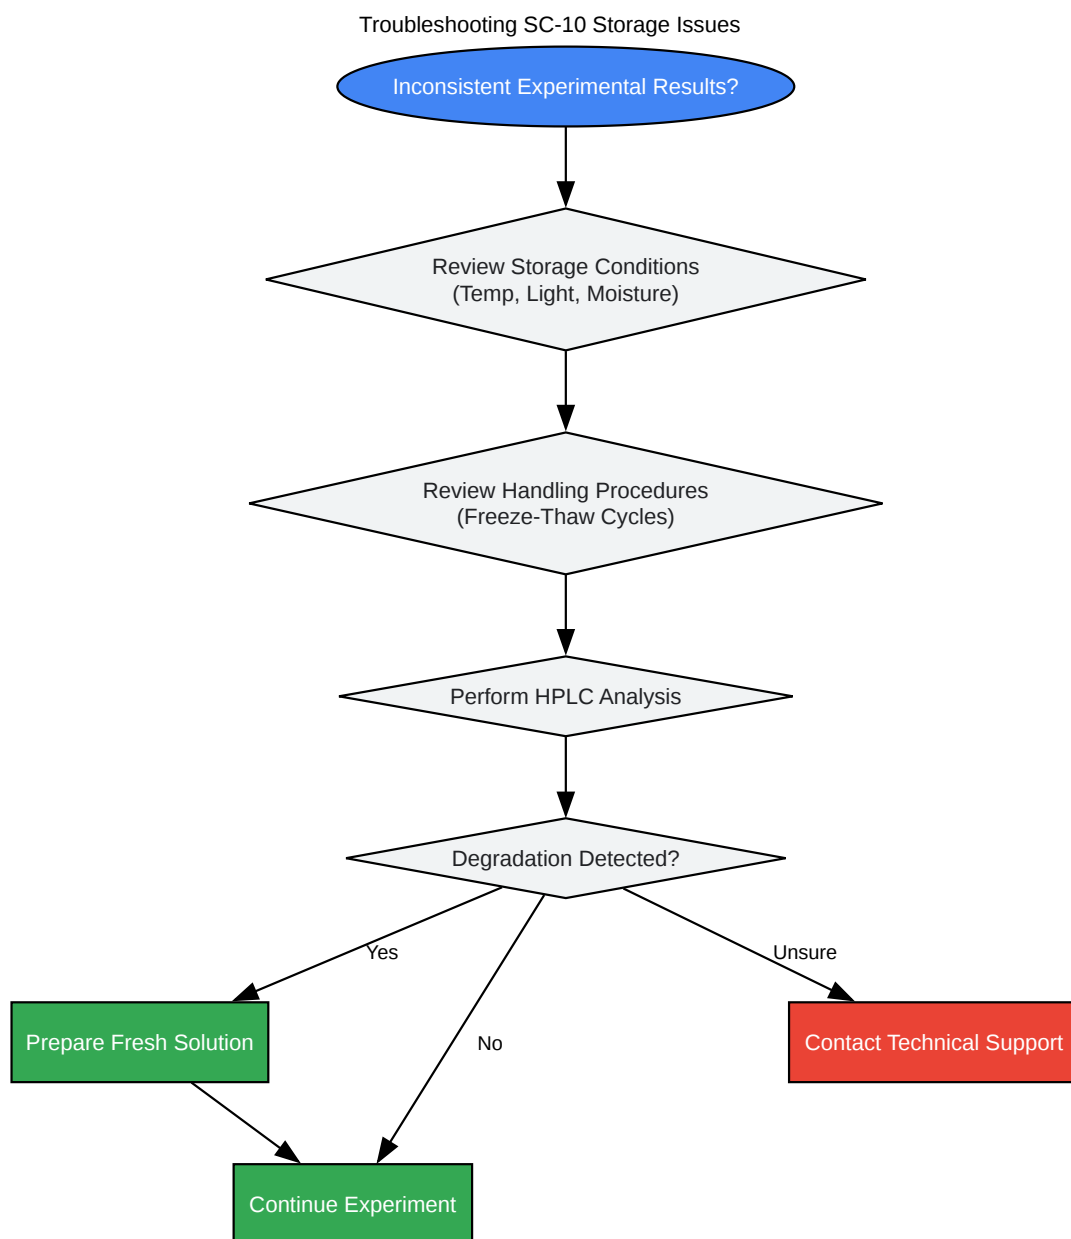 Troubleshooting SC-10 Storage Issues
Inconsistent Experimental Results?
Review Storage Conditions
(Temp, Light, Moisture)
Review Handling Procedures
(Freeze-Thaw Cycles)
Perform HPLC Analysis
Degradation Detected?
Yes
Unsure
Prepare Fresh Solution
No
Contact Technical Support
Continue Experiment